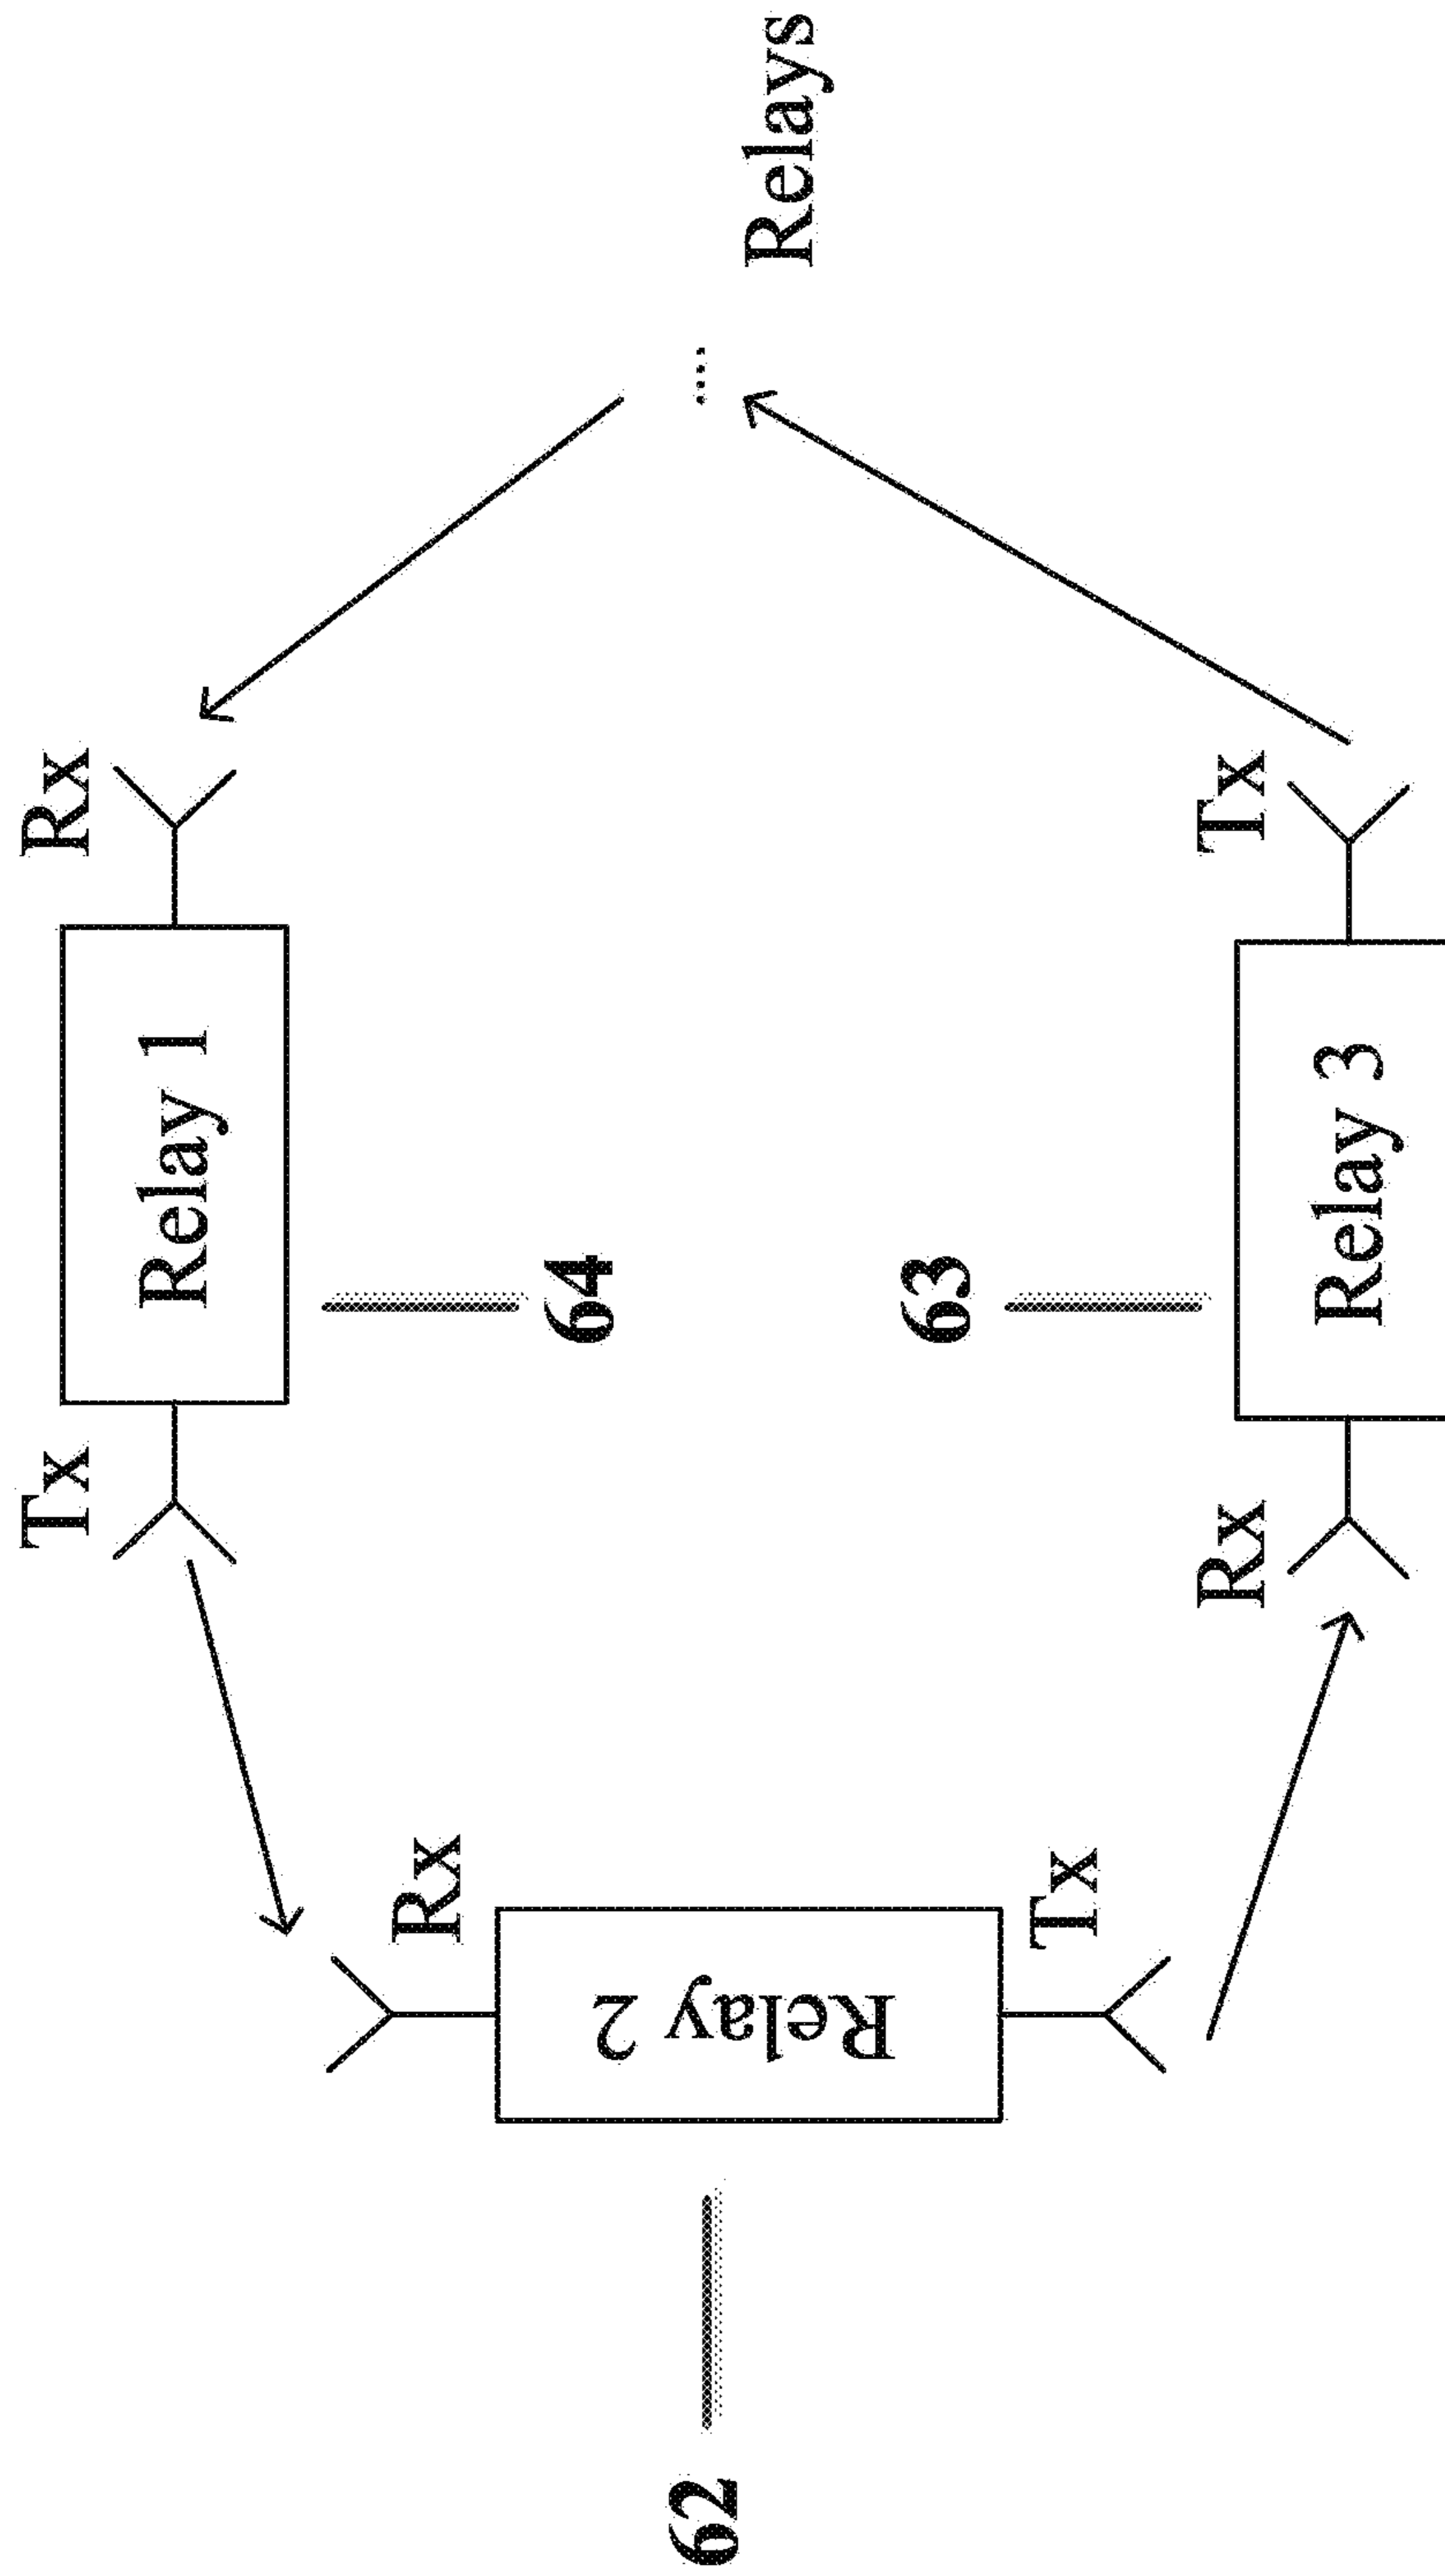 Tx
Rx
Relay 1
Rx
64
62
Relay 2
....
Relays
63
Tx
Rx
Tx
Relay 3